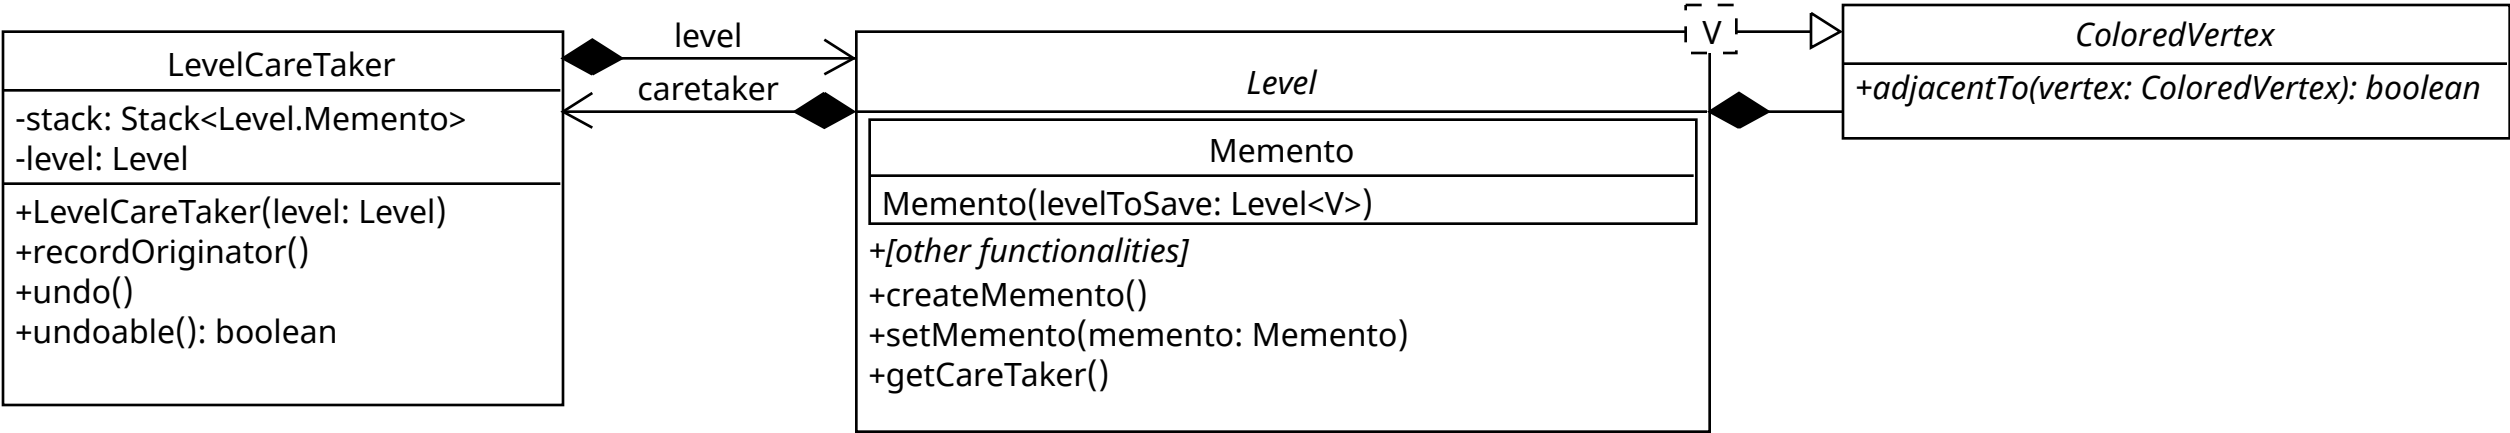 LevelCareTaker
-stack: Stack<Level.Memento>
-level: Level
+LevelCareTaker(level: Level)
+recordOriginator()
+undo()
+undoable(): boolean
level
caretaker
V
Level
Memento
Memento(levelToSave: Level<V>)
+[other functionalities]
+createMemento()
+setMemento(memento: Memento)
+getCareTaker()
ColoredVertex
+adjacentTo(vertex: ColoredVertex): boolean